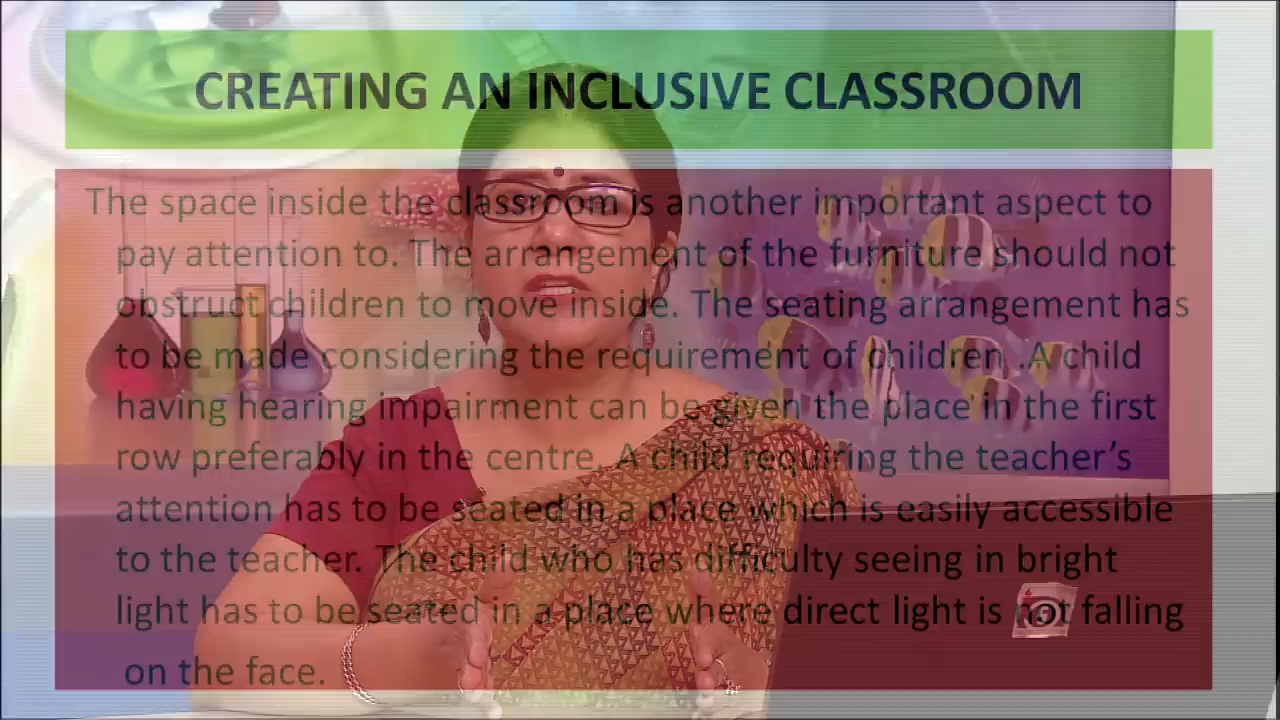 CREATING AN INCLUSIVE CLASSROOM
The space inside the classroom is another important aspect to
pay attention to. The arrangement of the furniture should not
obstruct children to move inside. The seating arrangement has
to be made considering the requirement of children. A child
having hearing impairment can be given the place in the first
row preferably in the centre. A child requiring the teacher's
attention has to be seated in a place which is easily accessible
to the teacher. The child who has difficulty seeing in bright
light has to be seated in a place where direct light is not falling
on the face.